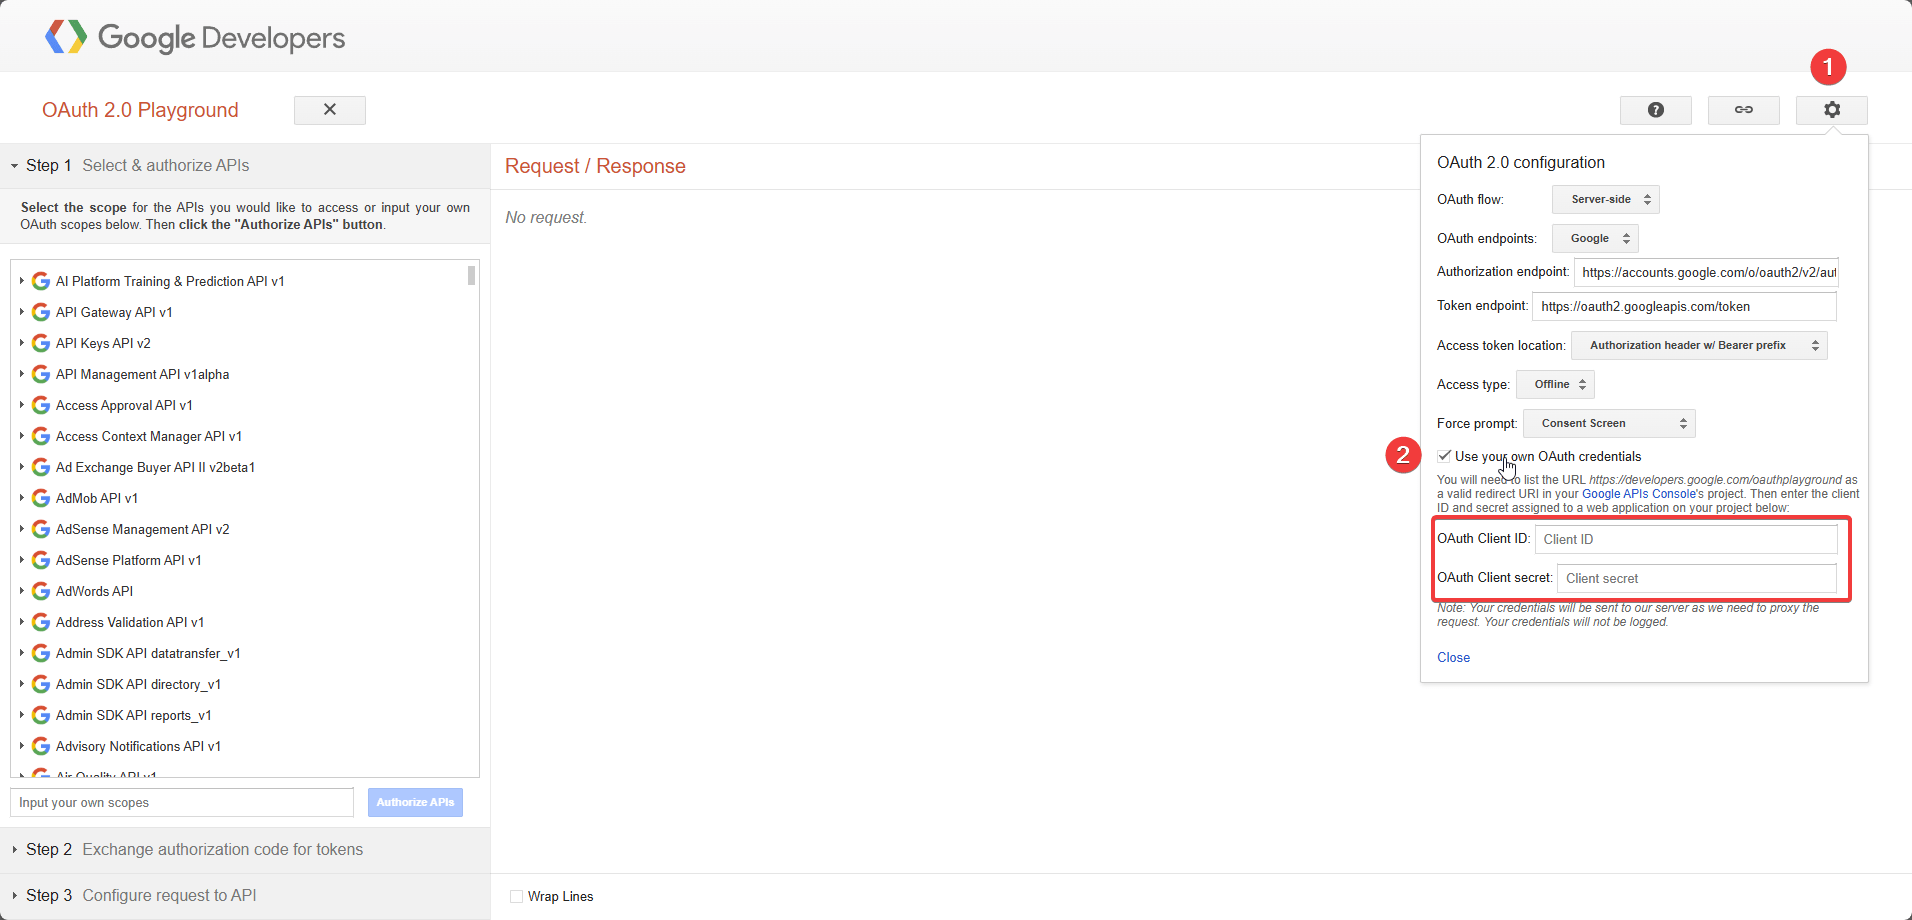 Google Developers
1
OAuth 2.0 Playground
Step 1 Select & authorize APIs
Select the scope for the APIs you would like to access or input your own
OAuth scopes below. Then click the "Authorize APIs" button.
AI Platform Training & Prediction API v1
API Gateway API v1
API Keys API v2
API Management API v1alpha
Access Approval API v1
Access Context Manager API v1
Ad Exchange Buyer API II v2beta1
AdMob API v1
AdSense Management API v2
AdSense Platform API v1
AdWords API
Address Validation API v1
Admin SDK API datatransfer_v1
Admin SDK API directory_v1
Admin SDK API reports_v1
Advisory Notifications API v1
Air Quality API v1
Input your own scopes
Authorize APIs
Step 2 Exchange authorization code for tokens
Step 3 Configure request to API
Request / Response
No request.
Wrap Lines
OAuth 2.0 configuration
OAuth flow: Server-side
OAuth endpoints: Google
Authorization endpoint: https://accounts.google.com/o/oauth2/v2/aut
Token endpoint: https://oauth2.googleapis.com/token
Access token location: Authorization header w/ Bearer prefix
Access type: Offline
Force prompt: Consent Screen
2
Use your own OAuth credentials
You will need to list the URL https://developers.google.com/oauthplayground as
a valid redirect URI in your Google APIs Console's project. Then enter the client
ID and secret assigned to a web application on your project below:
OAuth Client ID: Client ID
OAuth Client secret: Client secret
Note: Your credentials will be sent to our server as we need to proxy the
request. Your credentials will not be logged.
Close